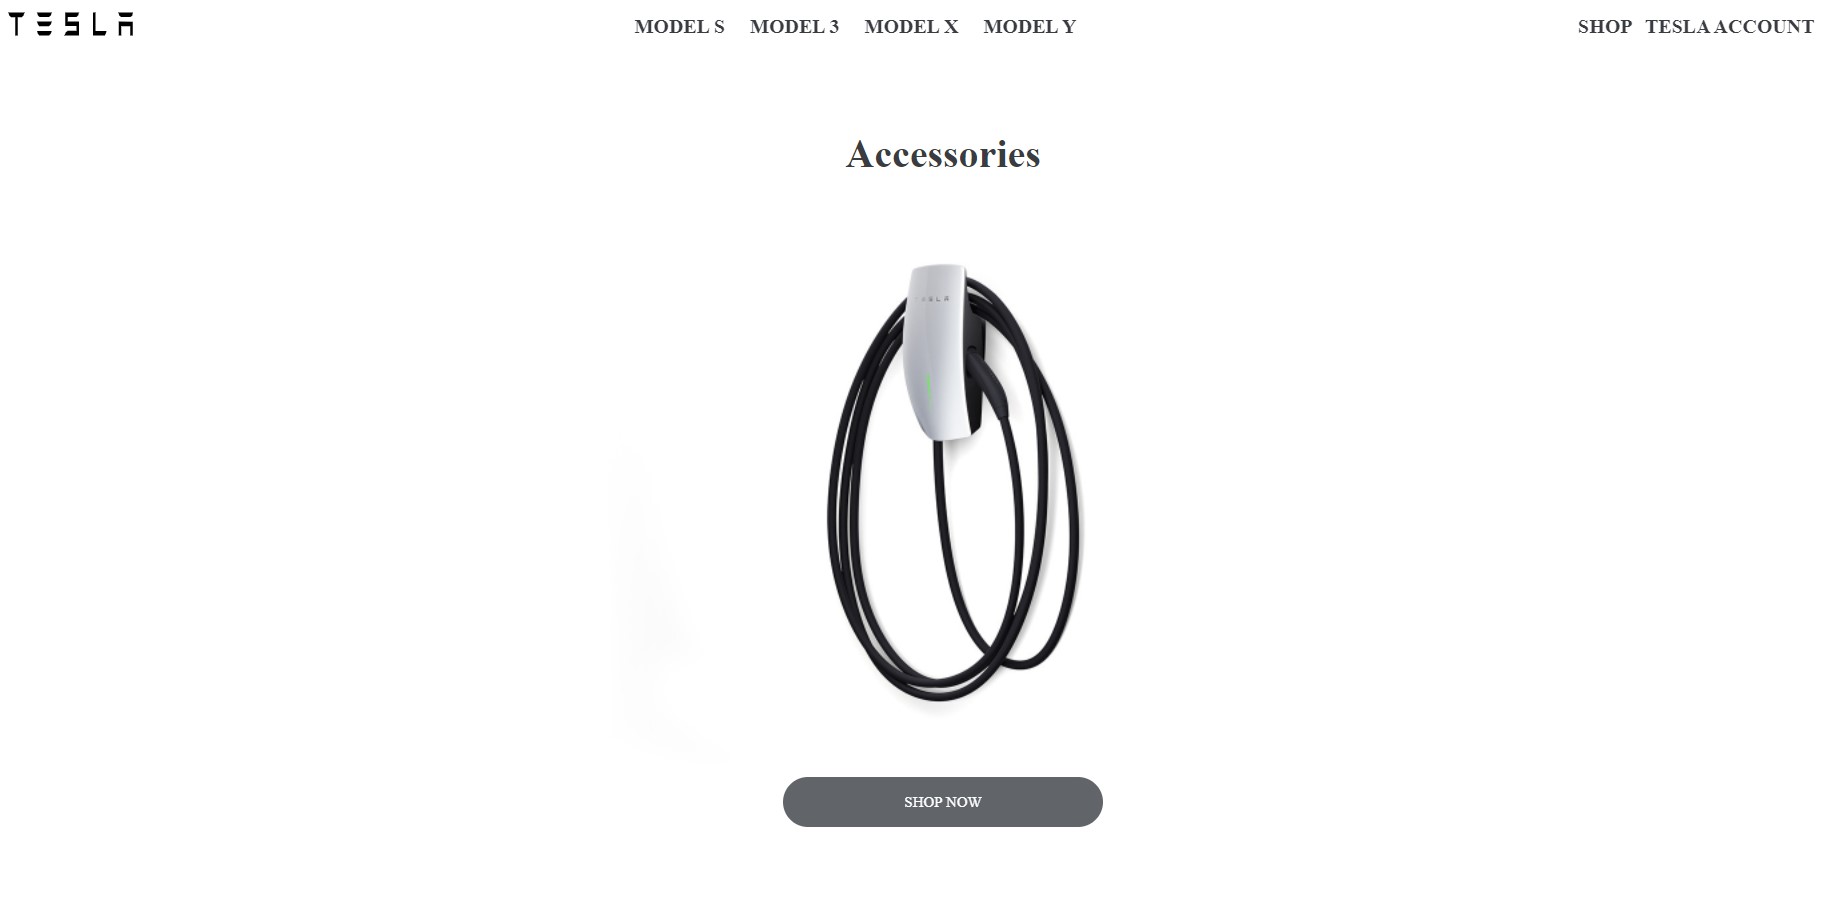 TESLA MODEL S MODEL 3 MODEL X MODEL Y SHOP TESLA ACCOUNT
Accessories
TESLA
SHOP NOW